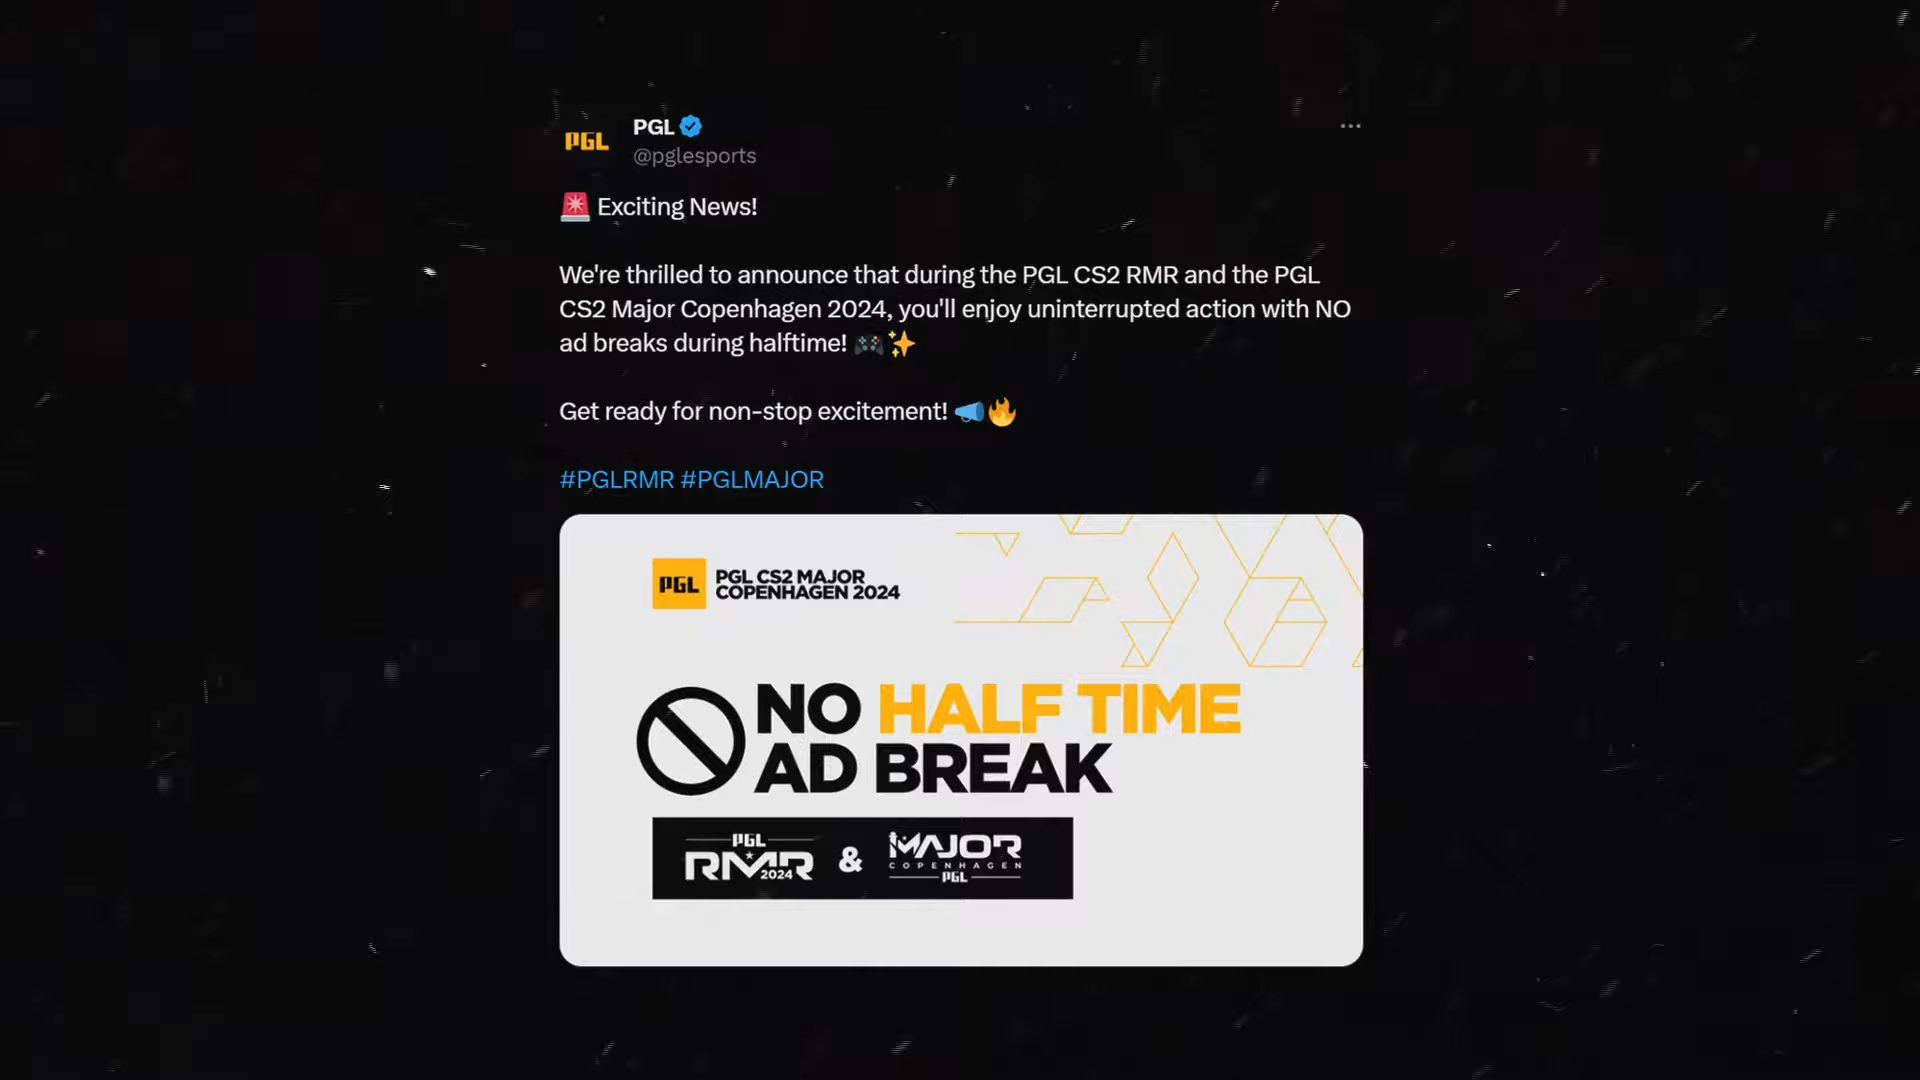 PGL
PGL
@pglesports
🚨 Exciting News!
We're thrilled to announce that during the PGL CS2 RMR and the PGL
CS2 Major Copenhagen 2024, you'll enjoy uninterrupted action with NO
ad breaks during halftime! 🎮✨
Get ready for non-stop excitement! 📣🔥
#PGLRMR #PGLMAJOR
PGL
PGL CS2 MAJOR
COPENHAGEN 2024
NO HALF TIME
AD BREAK
PGL
RMR
2024
&
MAJOR
COPENHAGEN
PGL